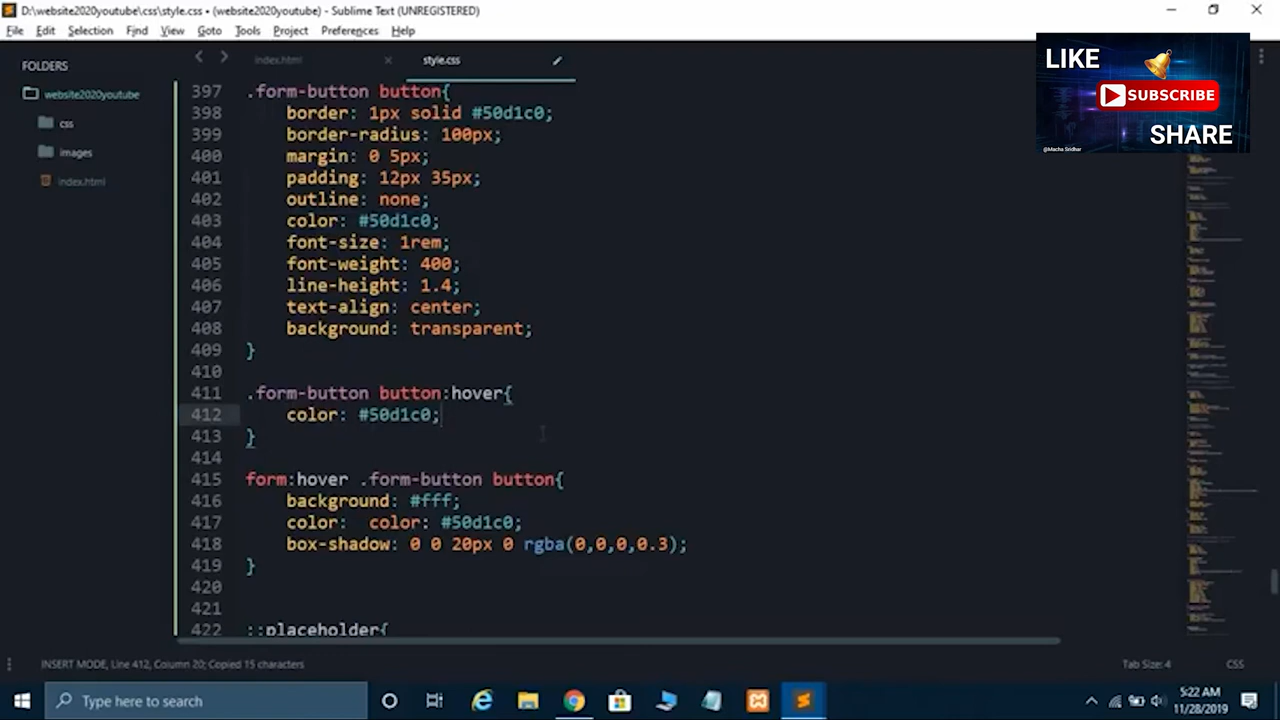 D:\website2020youtube\css\style.css • (website2020youtube) - Sublime Text (UNREGISTERED)
File Edit Selection Find View Goto Tools Project Preferences Help
FOLDERS
website2020youtube
css
images
index.html
index.html
style.css
LIKE
SUBSCRIBE
SHARE
@Macha Sridhar
397 .form-button button{
398 border: 1px solid #50d1c0;
399 border-radius: 100px;
400 margin: 0 5px;
401 padding: 12px 35px;
402 outline: none;
403 color: #50d1c0;
404 font-size: 1rem;
405 font-weight: 400;
406 line-height: 1.4;
407 text-align: center;
408 background: transparent;
409 }
410
411 .form-button button:hover{
412 color: #50d1c0;
413 }
414
415 form:hover .form-button button{
416 background: #fff;
417 color:  color: #50d1c0;
418 box-shadow: 0 0 20px 0 rgba(0,0,0,0.3);
419 }
420
421
422 ::placeholder{
INSERT MODE, Line 412, Column 20; Copied 15 characters
Tab Size: 4
CSS
Type here to search
5:22 AM
11/28/2019